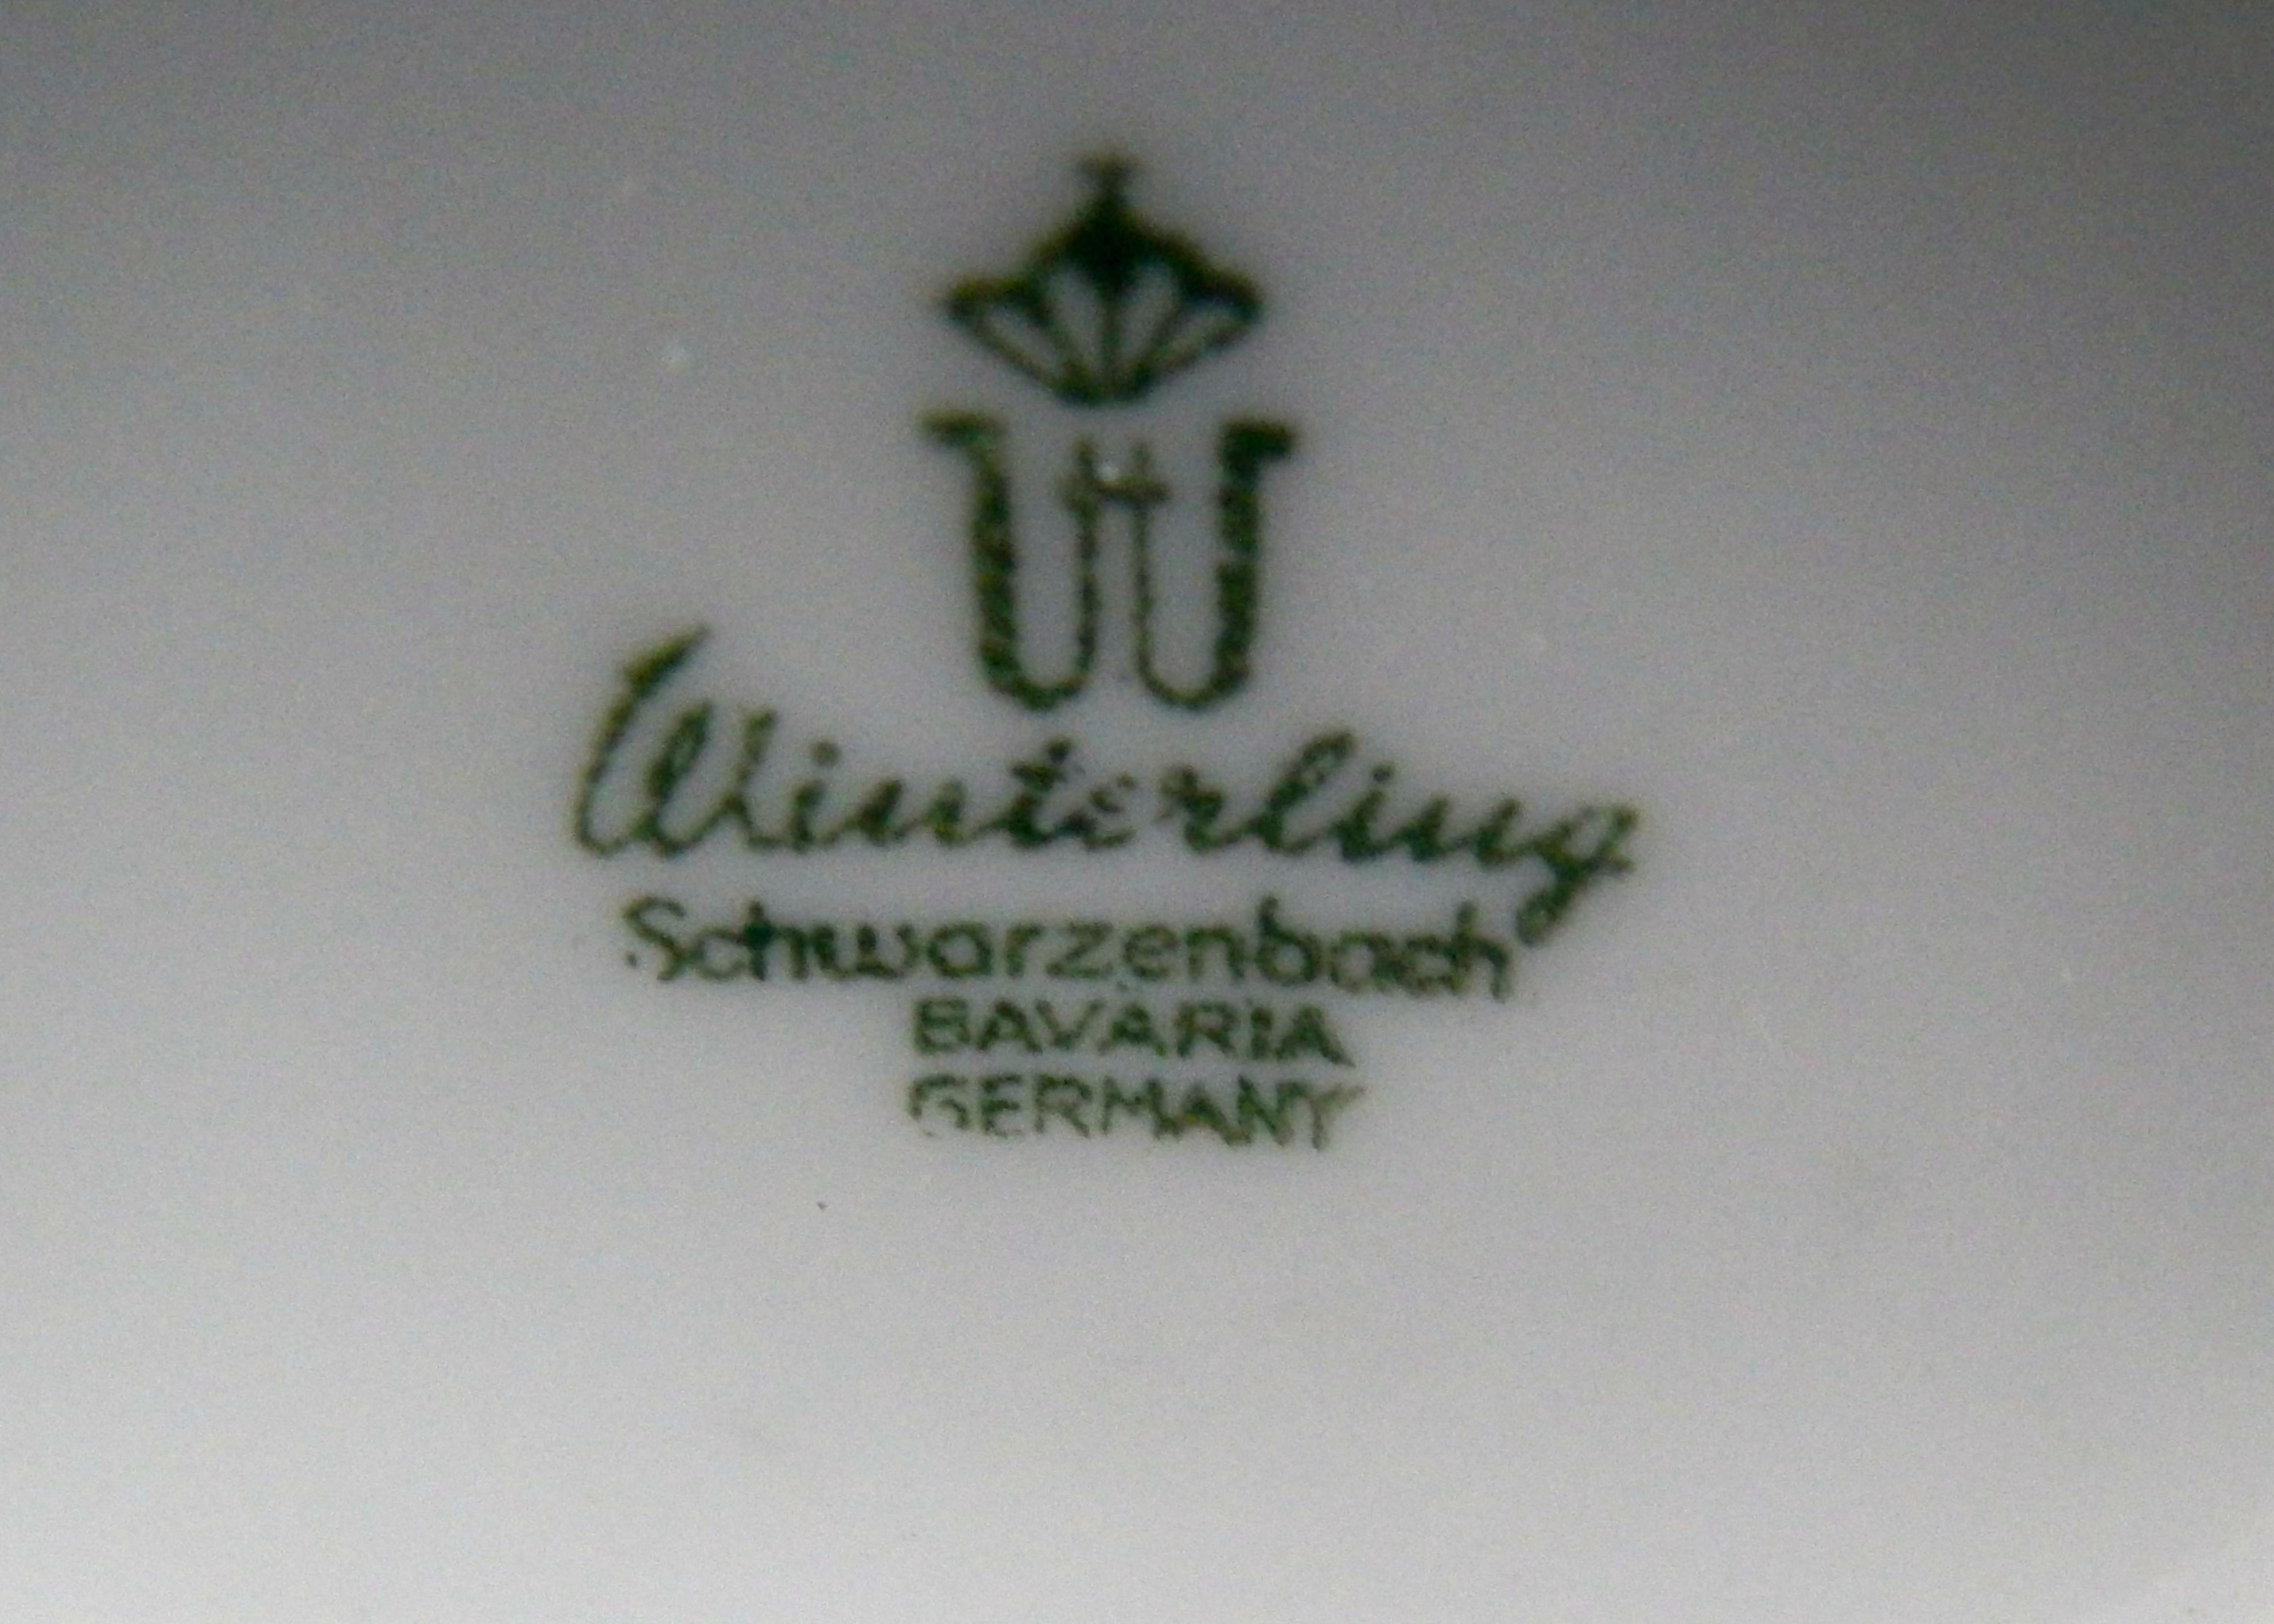 W
Winterling
Schwarzenbach
BAVARIA
GERMANY